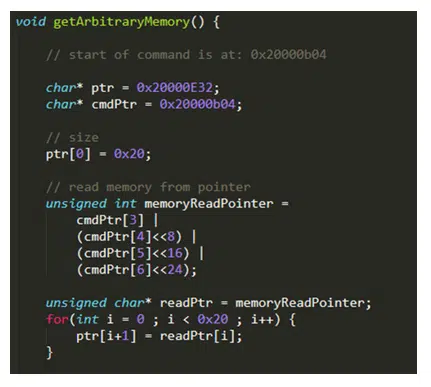 void getArbitraryMemory() {
// start of command is at: 0x20000b04
char* ptr = 0x20000E32;
char* cmdPtr = 0x20000b04;
// size
ptr[0] = 0x20;
// read memory from pointer
unsigned int memoryReadPointer =
cmdPtr[3] |
(cmdPtr[4]<<8) |
(cmdPtr[5]<<16) |
(cmdPtr[6]<<24);
unsigned char* readPtr = memoryReadPointer;
for(int i = 0 ; i < 0x20 ; i++) {
ptr[i+1] = readPtr[i];
}